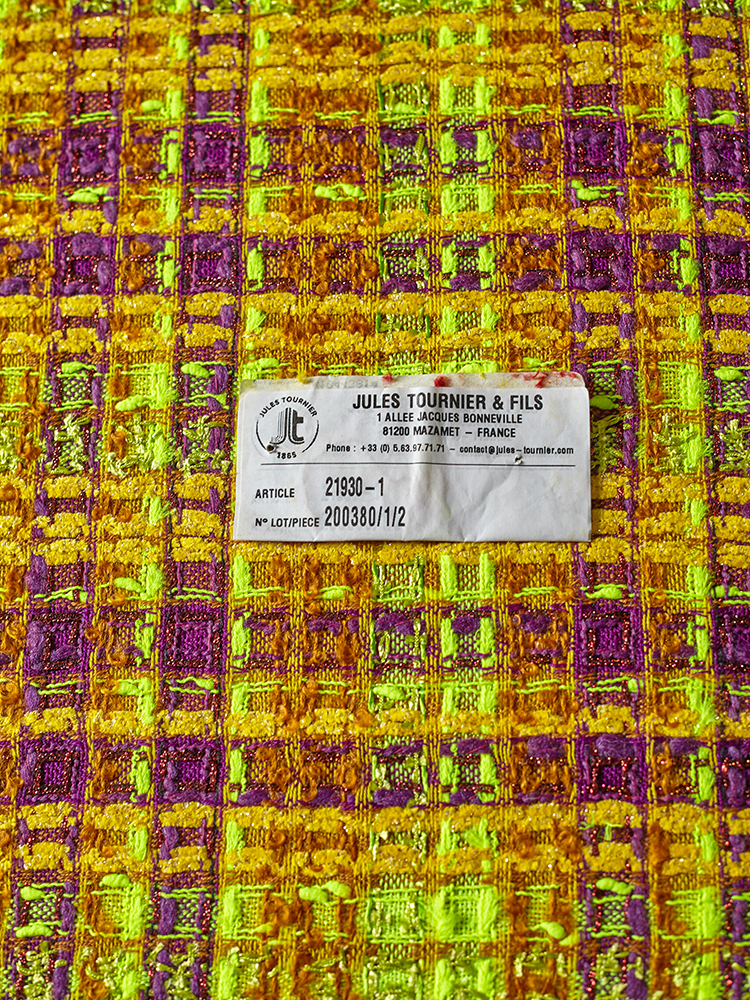 JULES TOURNIER
1865
JULES TOURNIER & FILS
1 ALLEE JACQUES BONNEVILLE
81200 MAZAMET – FRANCE
Phone : +33 (0) 5.63.97.71.71 – contact@jules-tournier.com
ARTICLE 21930-1
N° LOT/PIECE 200380/1/2